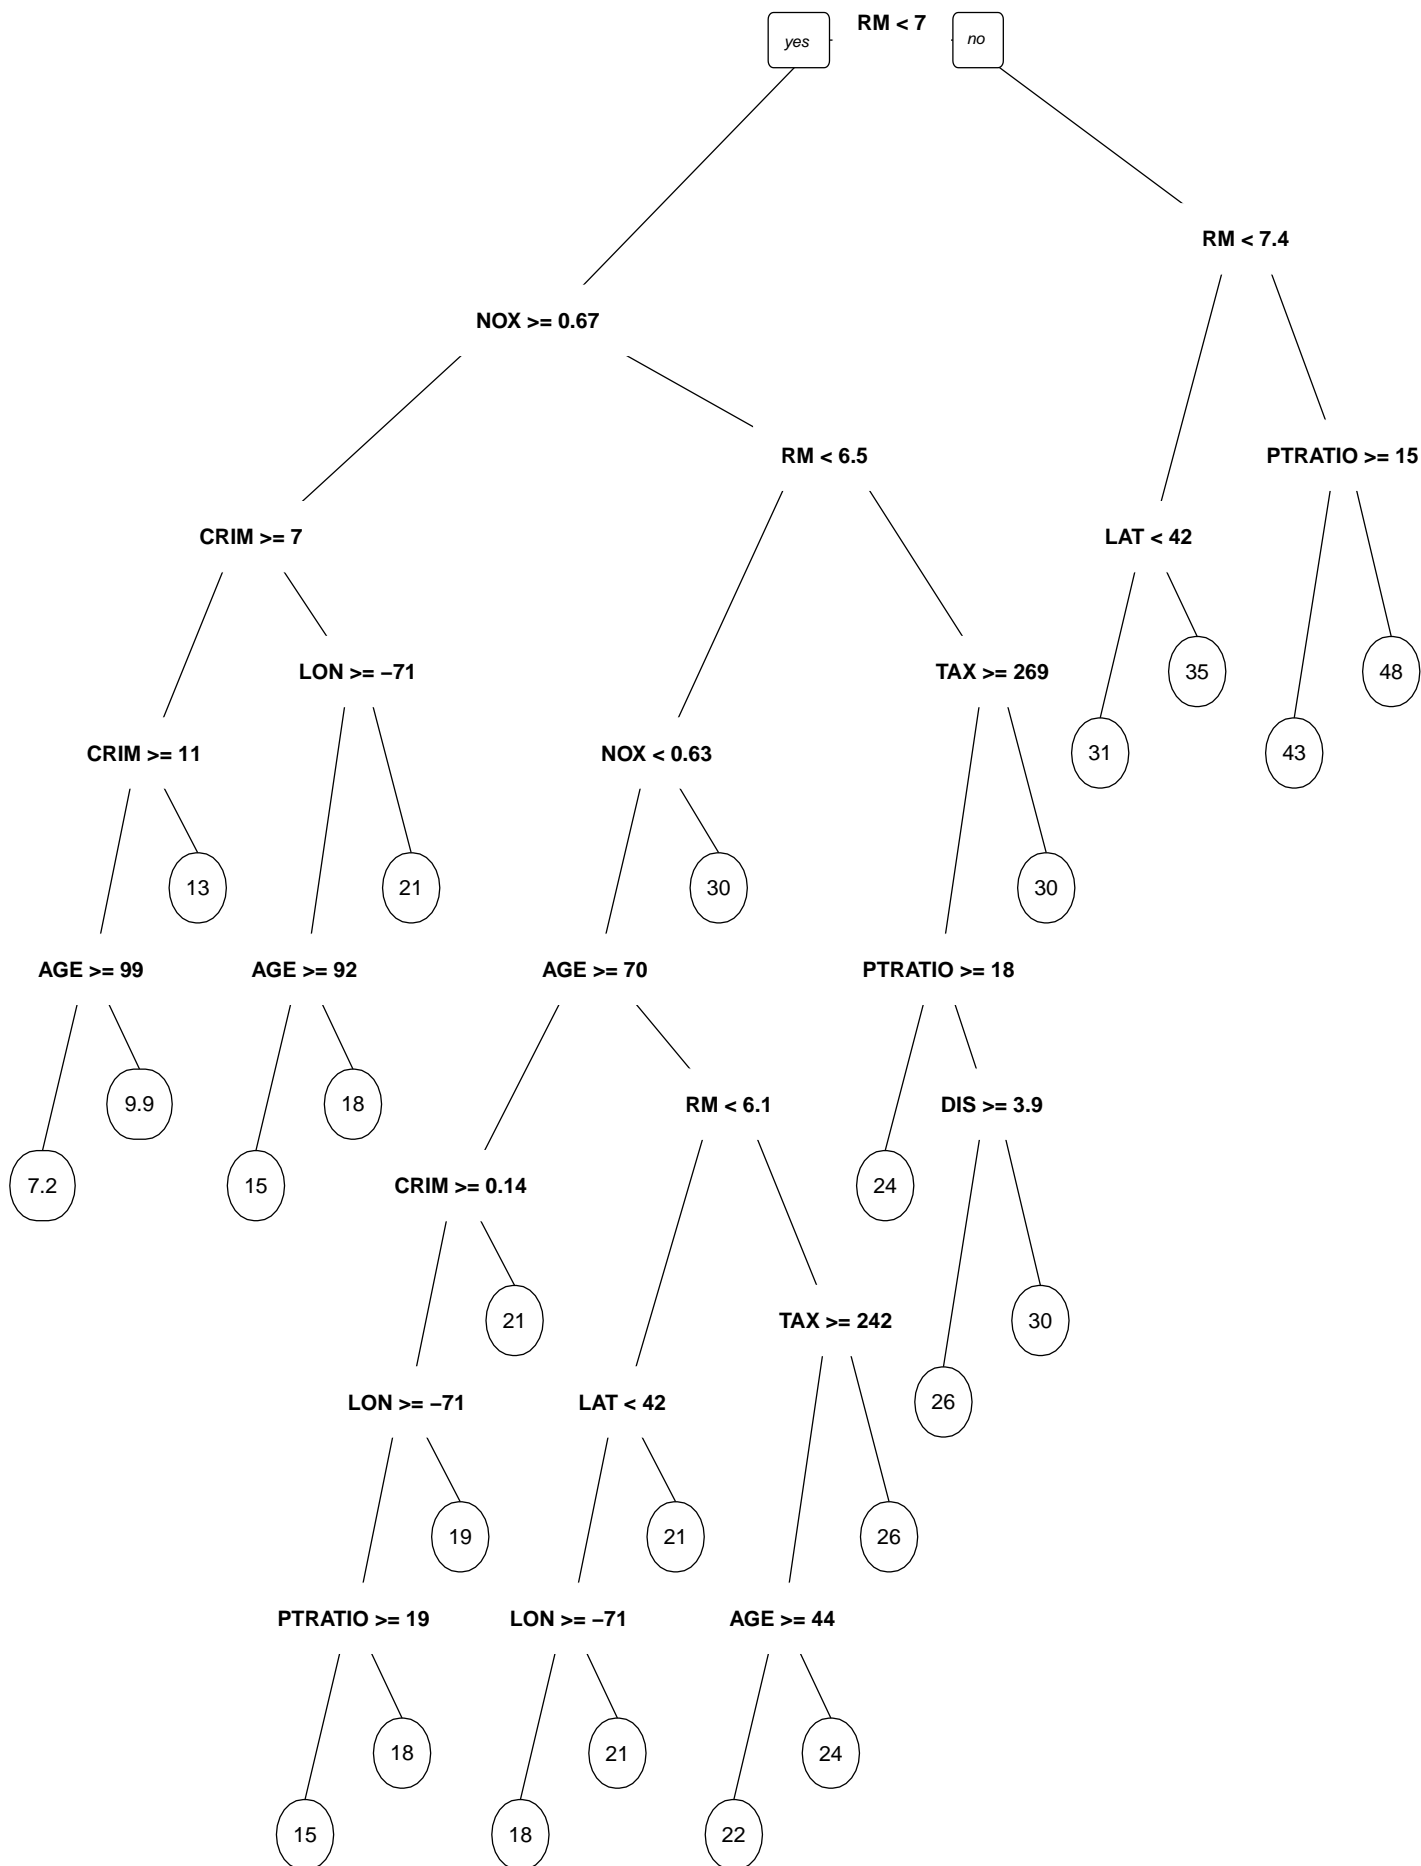 RM < 7
yes
no
RM < 7.4
NOX >= 0.67
RM < 6.5
PTRATIO >= 15
CRIM >= 7
LAT < 42
LON >= −71
TAX >= 269
35
48
CRIM >= 11
NOX < 0.63
31
43
13
21
30
30
AGE >= 99
AGE >= 92
AGE >= 70
PTRATIO >= 18
9.9
18
RM < 6.1
DIS >= 3.9
7.2
15
CRIM >= 0.14
24
21
TAX >= 242
30
LON >= −71
LAT < 42
26
19
21
26
PTRATIO >= 19
LON >= −71
AGE >= 44
18
21
24
15
18
22